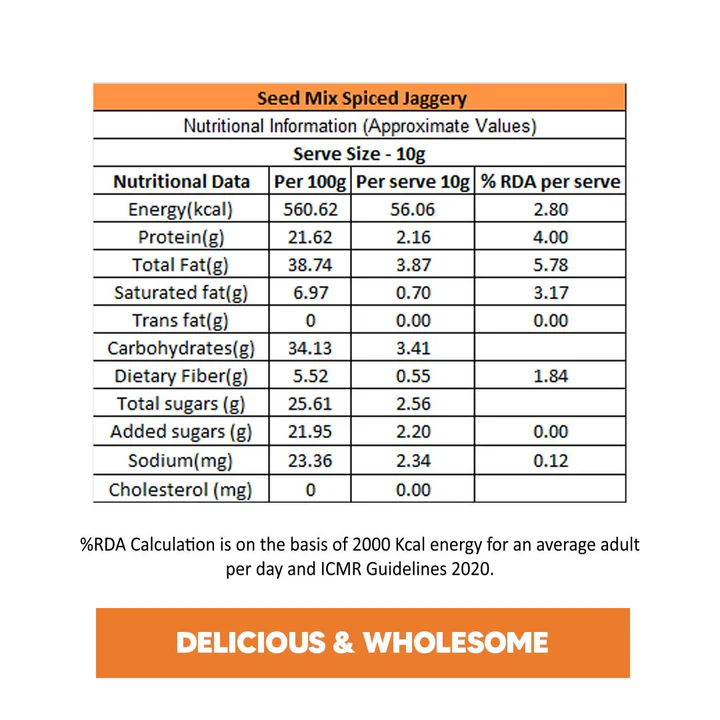 Seed Mix Spiced Jaggery
Nutritional Information (Approximate Values)
Serve Size - 10g
Nutritional Data Per 100g Per serve 10g % RDA per serve
Energy(kcal) 560.62 56.06 2.80
Protein(g) 21.62 2.16 4.00
Total Fat(g) 38.74 3.87 5.78
Saturated fat(g) 6.97 0.70 3.17
Trans fat(g) 0 0.00 0.00
Carbohydrates(g) 34.13 3.41
Dietary Fiber(g) 5.52 0.55 1.84
Total sugars (g) 25.61 2.56
Added sugars (g) 21.95 2.20 0.00
Sodium(mg) 23.36 2.34 0.12
Cholesterol (mg) 0 0.00
%RDA Calculation is on the basis of 2000 Kcal energy for an average adult
per day and ICMR Guidelines 2020.
DELICIOUS & WHOLESOME